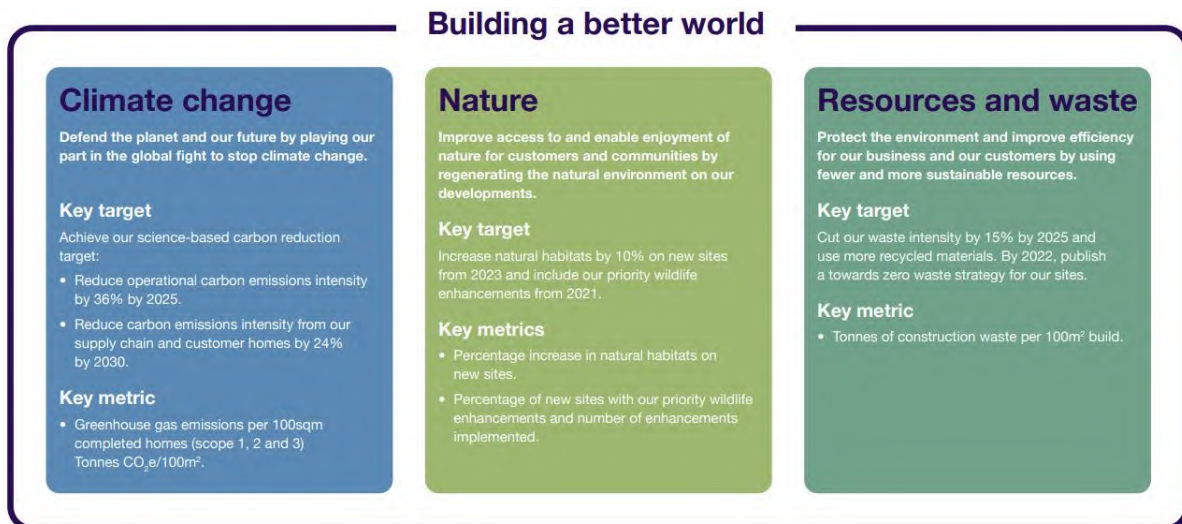 Building a better world
Climate change
Defend the planet and our future by playing our
part in the global fight to stop climate change.
Key target
Achieve our science-based carbon reduction
target:
• Reduce operational carbon emissions intensity
by 36% by 2025.
• Reduce carbon emissions intensity from our
supply chain and customer homes by 24%
by 2030.
Key metric
• Greenhouse gas emissions per 100sqm
completed homes (scope 1, 2 and 3)
Tonnes CO₂e/100m².
Nature
Improve access to and enable enjoyment of
nature for customers and communities by
regenerating the natural environment on our
developments.
Key target
Increase natural habitats by 10% on new sites
from 2023 and include our priority wildlife
enhancements from 2021.
Key metrics
• Percentage increase in natural habitats on
new sites.
• Percentage of new sites with our priority wildlife
enhancements and number of enhancements
implemented.
Resources and waste
Protect the environment and improve efficiency
for our business and our customers by using
fewer and more sustainable resources.
Key target
Cut our waste intensity by 15% by 2025 and
use more recycled materials. By 2022, publish
a towards zero waste strategy for our sites.
Key metric
• Tonnes of construction waste per 100m² build.